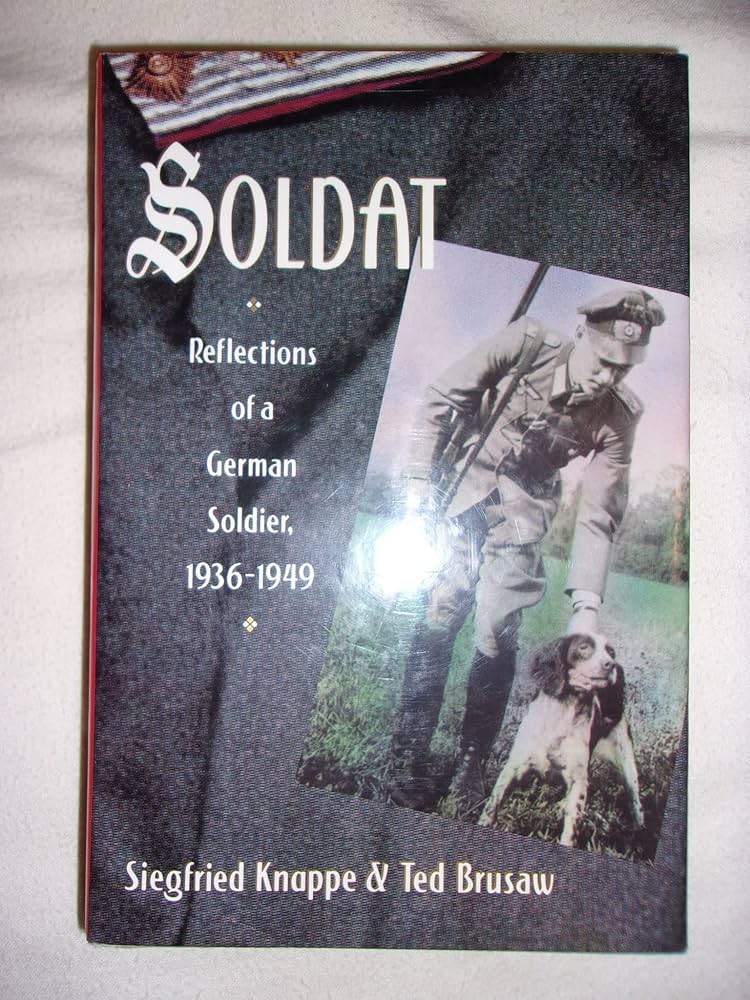 SOLDAT
Reflections
of a
German
Soldier,
1936-1949
Siegfried Knappe & Ted Brusaw